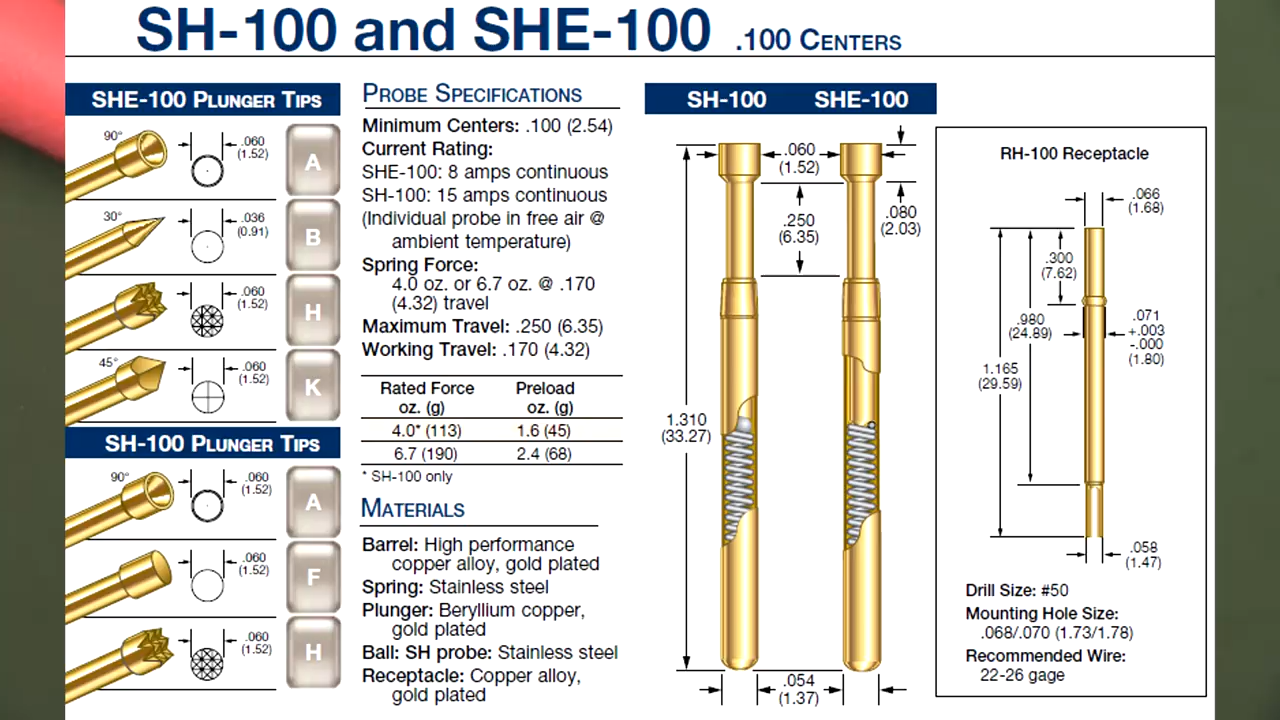 SH-100 and SHE-100 .100 CENTERS
SHE-100 PLUNGER TIPS
90°
.060
(1.52)
A
30°
.036
(0.91)
B
.060
(1.52)
H
45°
.060
(1.52)
K
SH-100 PLUNGER TIPS
90°
.060
(1.52)
A
.060
(1.52)
F
.060
(1.52)
H
PROBE SPECIFICATIONS
Minimum Centers: .100 (2.54)
Current Rating:
SHE-100: 8 amps continuous
SH-100: 15 amps continuous
(Individual probe in free air @
ambient temperature)
Spring Force:
4.0 oz. or 6.7 oz. @ .170
(4.32) travel
Maximum Travel: .250 (6.35)
Working Travel: .170 (4.32)
Rated Force Preload
oz. (g) oz. (g)
4.0* (113) 1.6 (45)
6.7 (190) 2.4 (68)
* SH-100 only
MATERIALS
Barrel: High performance
copper alloy, gold plated
Spring: Stainless steel
Plunger: Beryllium copper,
gold plated
Ball: SH probe: Stainless steel
Receptacle: Copper alloy,
gold plated
SH-100 SHE-100
.060
(1.52)
.250
(6.35)
.080
(2.03)
1.310
(33.27)
.054
(1.37)
RH-100 Receptacle
.066
(1.68)
.300
(7.62)
.980
(24.89)
.071
+.003
-.000
(1.80)
1.165
(29.59)
.058
(1.47)
Drill Size: #50
Mounting Hole Size:
.068/.070 (1.73/1.78)
Recommended Wire:
22-26 gage